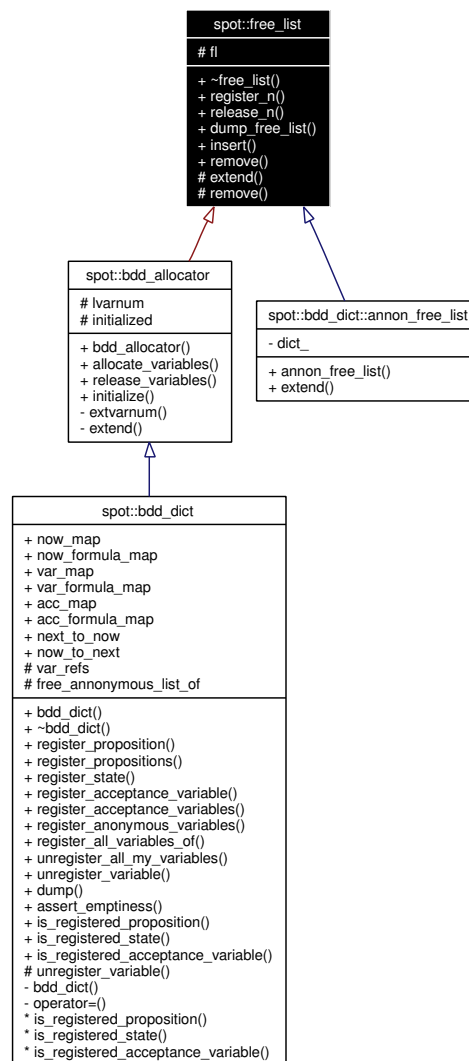 spot::free_list
# fl
+ ~free_list()
+ register_n()
+ release_n()
+ dump_free_list()
+ insert()
+ remove()
# extend()
# remove()
spot::bdd_allocator
# lvarnum
# initialized
+ bdd_allocator()
+ allocate_variables()
+ release_variables()
+ initialize()
- extvarnum()
- extend()
spot::bdd_dict::annon_free_list
- dict_
+ annon_free_list()
+ extend()
spot::bdd_dict
+ now_map
+ now_formula_map
+ var_map
+ var_formula_map
+ acc_map
+ acc_formula_map
+ next_to_now
+ now_to_next
# var_refs
# free_annonymous_list_of
+ bdd_dict()
+ ~bdd_dict()
+ register_proposition()
+ register_propositions()
+ register_state()
+ register_acceptance_variable()
+ register_acceptance_variables()
+ register_anonymous_variables()
+ register_all_variables_of()
+ unregister_all_my_variables()
+ unregister_variable()
+ dump()
+ assert_emptiness()
+ is_registered_proposition()
+ is_registered_state()
+ is_registered_acceptance_variable()
# unregister_variable()
- bdd_dict()
- operator=()
* is_registered_proposition()
* is_registered_state()
* is_registered_acceptance_variable()